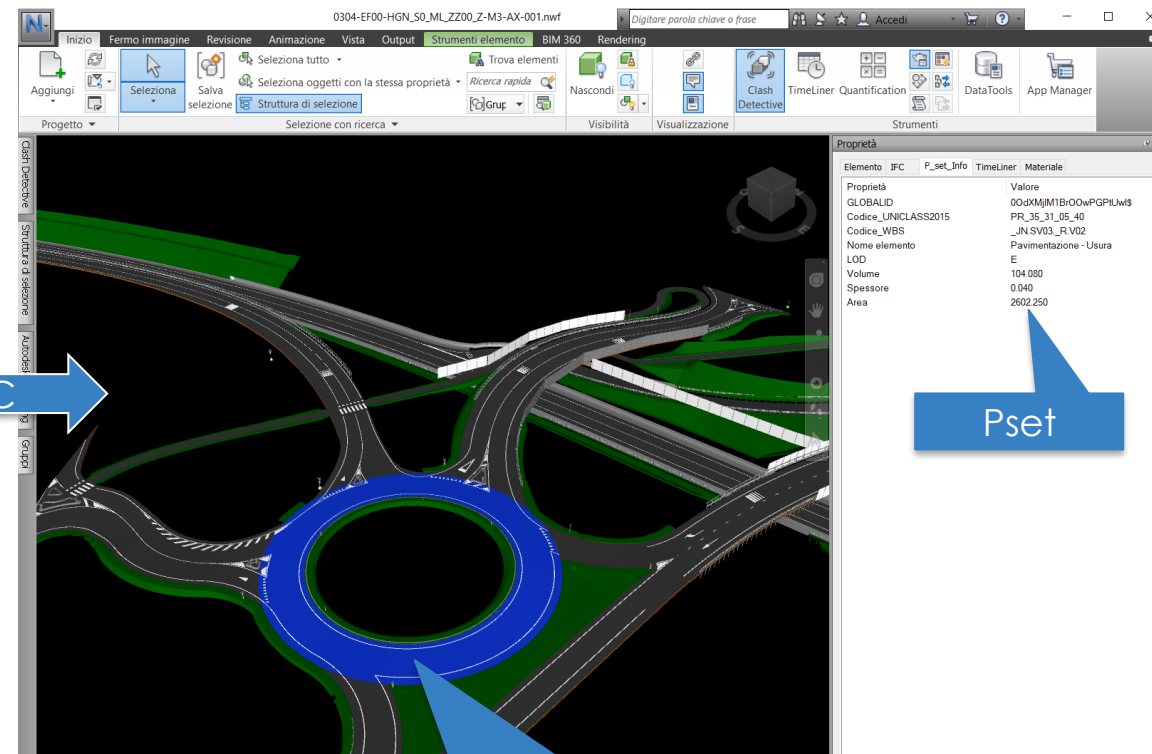 0304-EF00-HGN_S0_ML_ZZ00_Z-M3-AX-001.nwf
Digitare parola chiave o frase
Accedi
Inizio Fermo immagine Revisione Animazione Vista Output Strumenti elemento BIM 360 Rendering
Aggiungi
Seleziona
Salva
selezione
Seleziona tutto
Seleziona oggetti con la stessa proprietà
Struttura di selezione
Trova elementi
Ricerca rapida
Grup
Nascondi
Clash
Detective
TimeLiner
Quantification
DataTools
App Manager
Progetto
Selezione con ricerca
Visibilità
Visualizzazione
Strumenti
Clash Detective
Struttura di selezione
Gruppi
C
Proprietà
Elemento IFC P_set_Info TimeLiner Materiale
Proprietà Valore
GLOBALID 0OdXMjlM1BrOOwPGPtUwl$
Codice_UNICLASS2015 PR_35_31_05_40
Codice_WBS _JN.SV03._R.V02
Nome elemento Pavimentazione - Usura
LOD E
Volume 104.080
Spessore 0.040
Area 2602.250
Pset